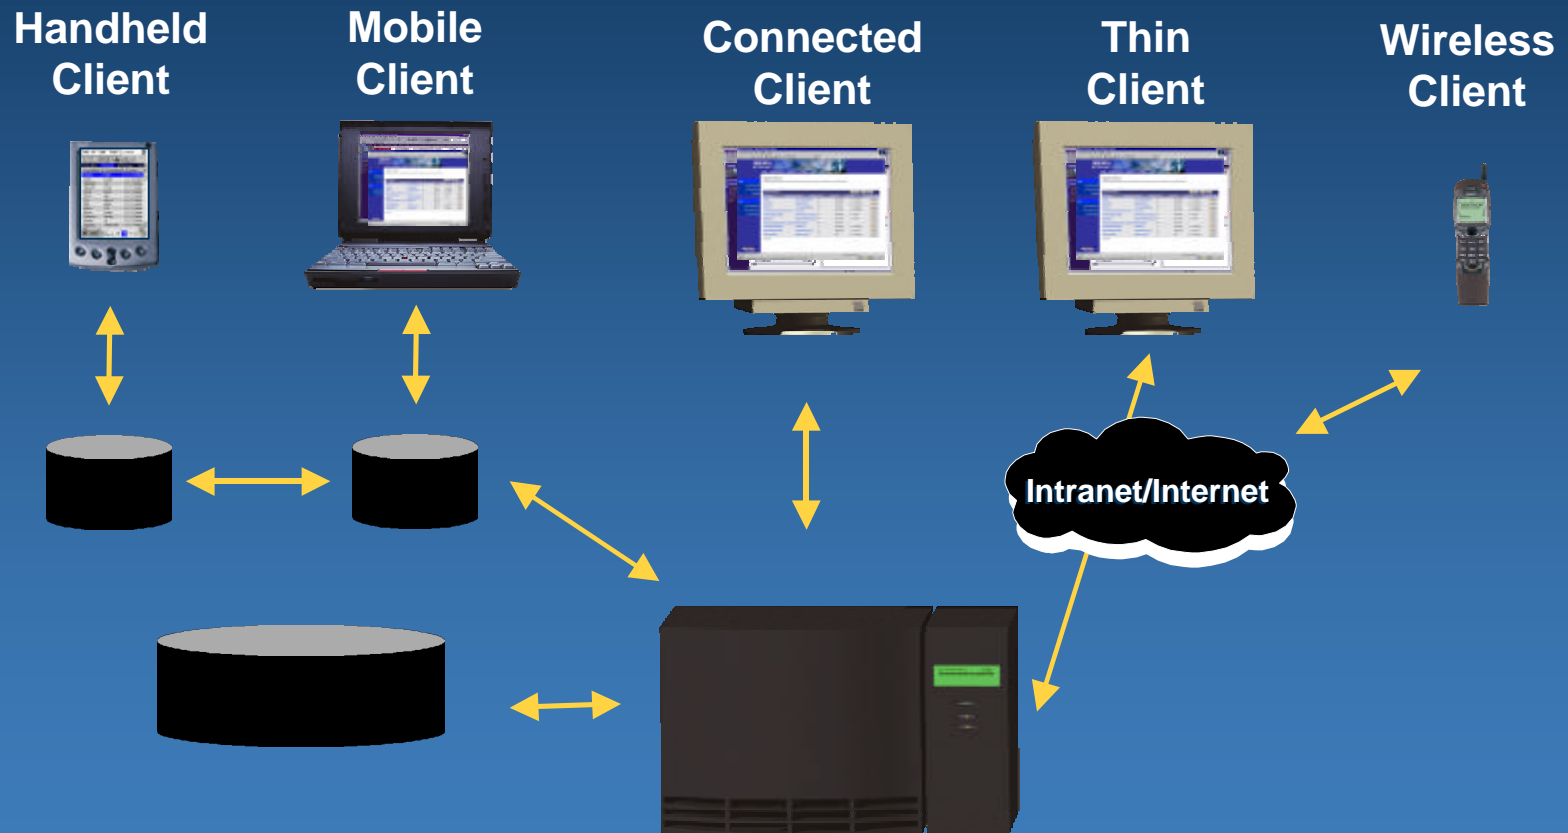 Handheld
Client
Mobile
Client
Connected
Client
Thin
Client
Wireless
Client
Intranet/Internet